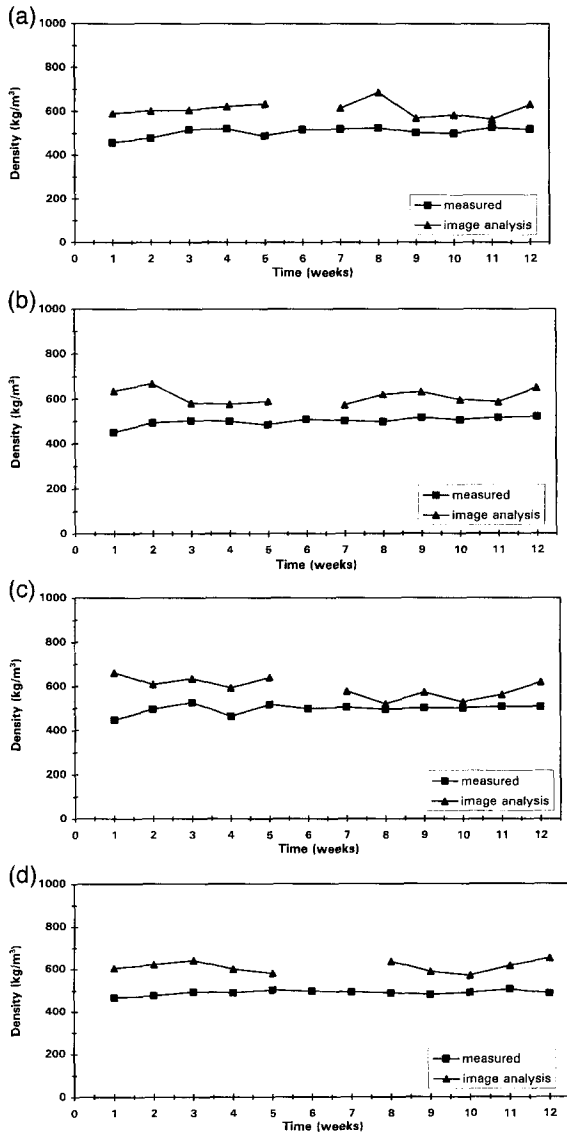 (a)
1000
800
600
400
200
0
Density (kg/m³)
measured
image analysis
0 1 2 3 4 5 6 7 8 9 10 11 12
Time (weeks)
(b)
1000
800
600
400
200
0
Density (kg/m³)
measured
image analysis
0 1 2 3 4 5 6 7 8 9 10 11 12
Time (weeks)
(c)
1000
800
600
400
200
0
Density (kg/m³)
measured
image analysis
0 1 2 3 4 5 6 7 8 9 10 11 12
Time (weeks)
(d)
1000
800
600
400
200
0
Density (kg/m³)
measured
image analysis
0 1 2 3 4 5 6 7 8 9 10 11 12
Time (weeks)